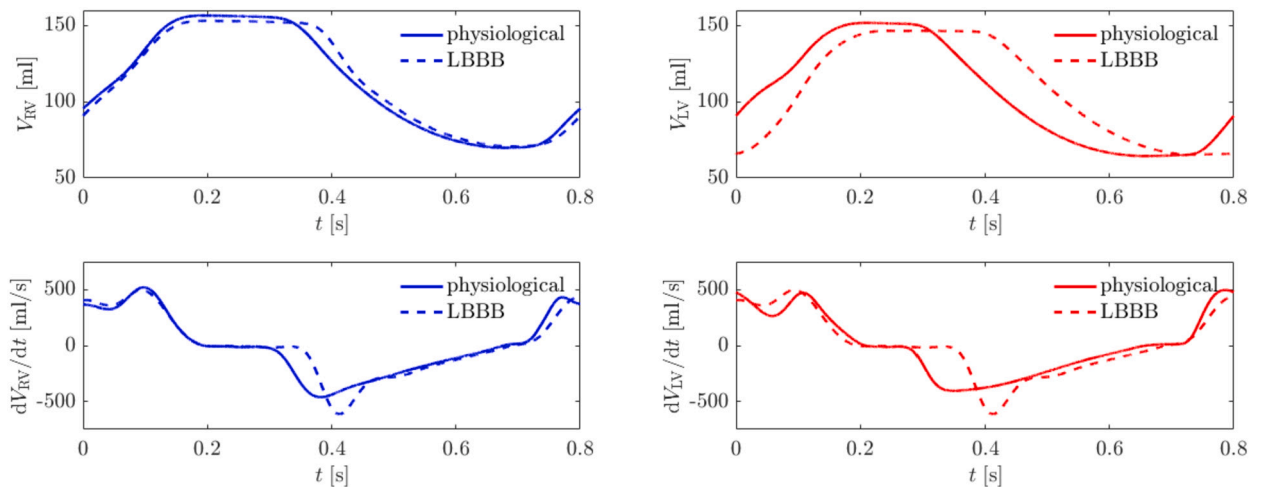 150
100
50
V_RV [ml]
physiological
LBBB
0 0.2 0.4 0.6 0.8
t [s]
150
100
50
V_LV [ml]
physiological
LBBB
0 0.2 0.4 0.6 0.8
t [s]
500
0
-500
dV_RV/dt [ml/s]
physiological
LBBB
0 0.2 0.4 0.6 0.8
t [s]
500
0
-500
dV_LV/dt [ml/s]
physiological
LBBB
0 0.2 0.4 0.6 0.8
t [s]